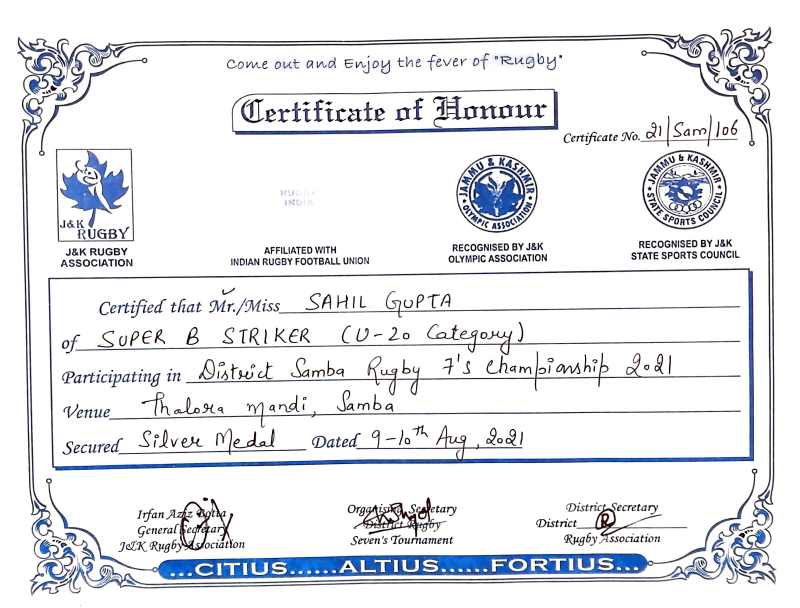 Come out and Enjoy the fever of "Rugby"
Certificate of Honour
Certificate No. 21/Sam/106
J&K RUGBY
RUGBY INDIA
JAMMU & KASHMIR OLYMPIC ASSOCIATION
JAMMU & KASHMIR STATE SPORTS COUNCIL
J&K RUGBY ASSOCIATION
AFFILIATED WITH INDIAN RUGBY FOOTBALL UNION
RECOGNISED BY J&K OLYMPIC ASSOCIATION
RECOGNISED BY J&K STATE SPORTS COUNCIL
Certified that Mr./Miss SAHIL GUPTA
of SUPER B STRIKER (U-20 Category)
Participating in District Samba Rugby 7's Championship 2021
Venue Thalora Mandi, Samba
Secured Silver Medal Dated 9-10th Aug, 2021
Irfan Aziz Botta
General Secretary
J&K Rugby Association
Organising Secretary
District Rugby
Seven's Tournament
District Secretary
District
Rugby Association
...CITIUS......ALTIUS......FORTIUS...